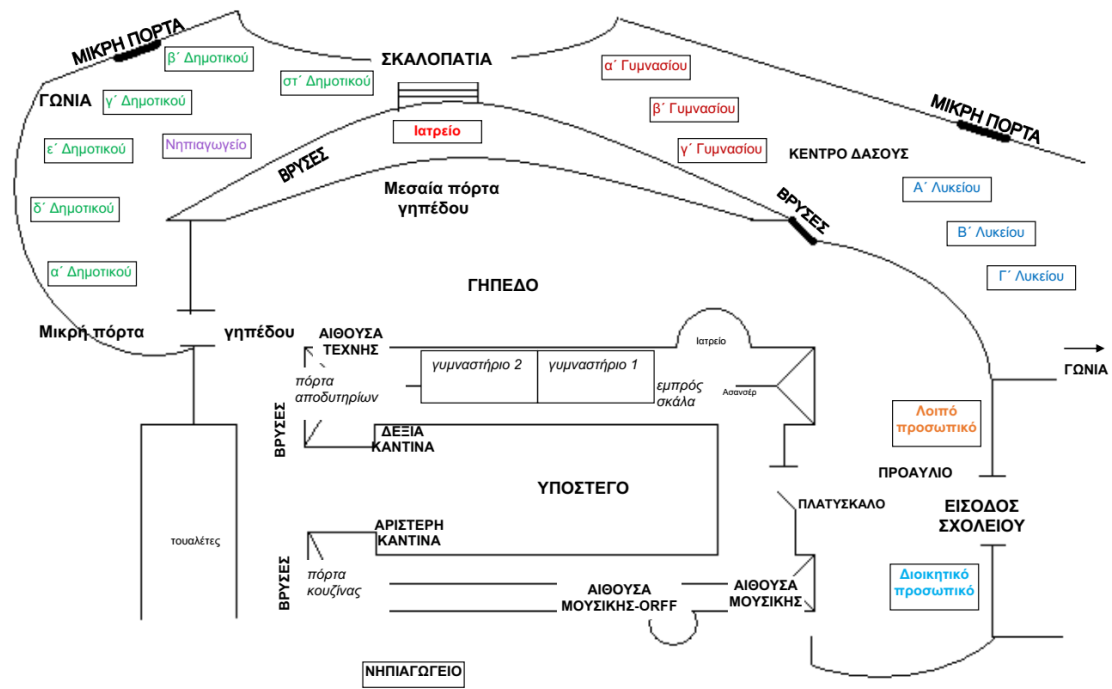 ΜΙΚΡΗ ΠΟΡΤΑ
β΄ Δημοτικού
στ΄ Δημοτικού
ΣΚΑΛΟΠΑΤΙΑ
α΄ Γυμνασίου
ΓΩΝΙΑ
γ΄ Δημοτικού
β΄ Γυμνασίου
ΜΙΚΡΗ ΠΟΡΤΑ
ε΄ Δημοτικού
Νηπιαγωγείο
Ιατρείο
γ΄ Γυμνασίου
ΚΕΝΤΡΟ ΔΑΣΟΥΣ
ΒΡΥΣΕΣ
Μεσαία πόρτα
γηπέδου
Α΄ Λυκείου
δ΄ Δημοτικού
ΒΡΥΣΕΣ
Β΄ Λυκείου
α΄ Δημοτικού
Γ΄ Λυκείου
ΓΗΠΕΔΟ
Μικρή πόρτα
γηπέδου
ΑΙΘΟΥΣΑ
ΤΕΧΝΗΣ
Ιατρείο
γυμναστήριο 2
γυμναστήριο 1
ΓΩΝΙΑ
πόρτα
αποδυτηρίων
εμπρός
σκάλα
Ασανσέρ
Λοιπό
προσωπικό
ΒΡΥΣΕΣ
ΔΕΞΙΑ
ΚΑΝΤΙΝΑ
ΠΡΟΑΥΛΙΟ
ΥΠΟΣΤΕΓΟ
ΠΛΑΤΥΣΚΑΛΟ
ΕΙΣΟΔΟΣ
ΣΧΟΛΕΙΟΥ
τουαλέτες
ΑΡΙΣΤΕΡΗ
ΚΑΝΤΙΝΑ
ΒΡΥΣΕΣ
πόρτα
κουζίνας
ΑΙΘΟΥΣΑ
ΜΟΥΣΙΚΗΣ-ORFF
ΑΙΘΟΥΣΑ
ΜΟΥΣΙΚΗΣ
Διοικητικό
προσωπικό
ΝΗΠΙΑΓΩΓΕΙΟ